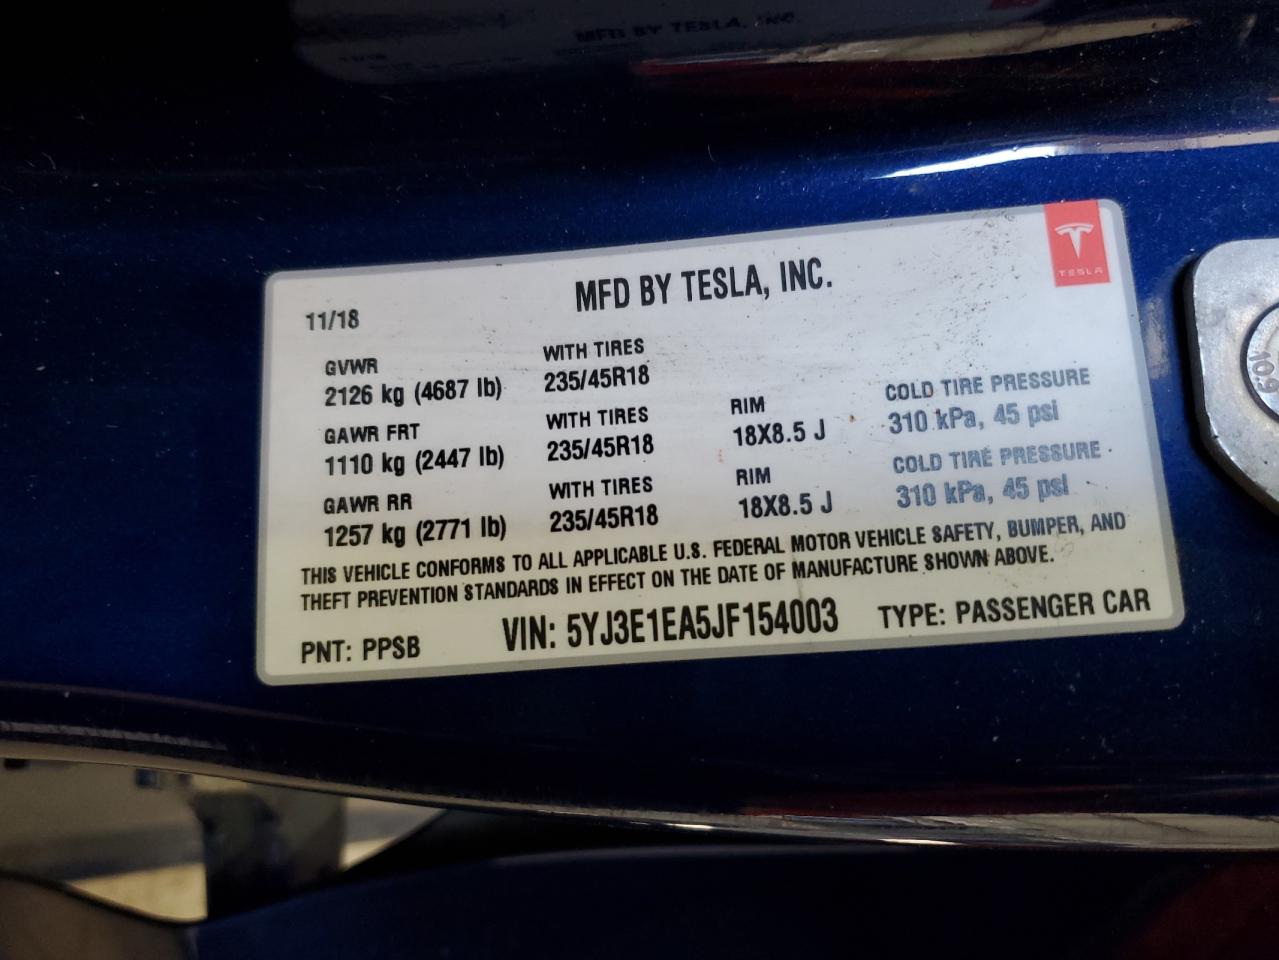 MFD BY TESLA, INC.
TESLA
11/18
GVWR WITH TIRES
2126 kg (4687 lb) 235/45R18
GAWR FRT WITH TIRES RIM COLD TIRE PRESSURE
1110 kg (2447 lb) 235/45R18 18X8.5 J 310 kPa, 45 psi
GAWR RR WITH TIRES RIM COLD TIRE PRESSURE
1257 kg (2771 lb) 235/45R18 18X8.5 J 310 kPa, 45 psi
THIS VEHICLE CONFORMS TO ALL APPLICABLE U.S. FEDERAL MOTOR VEHICLE SAFETY, BUMPER, AND
THEFT PREVENTION STANDARDS IN EFFECT ON THE DATE OF MANUFACTURE SHOWN ABOVE.
PNT: PPSB VIN: 5YJ3E1EA5JF154003 TYPE: PASSENGER CAR
10.9